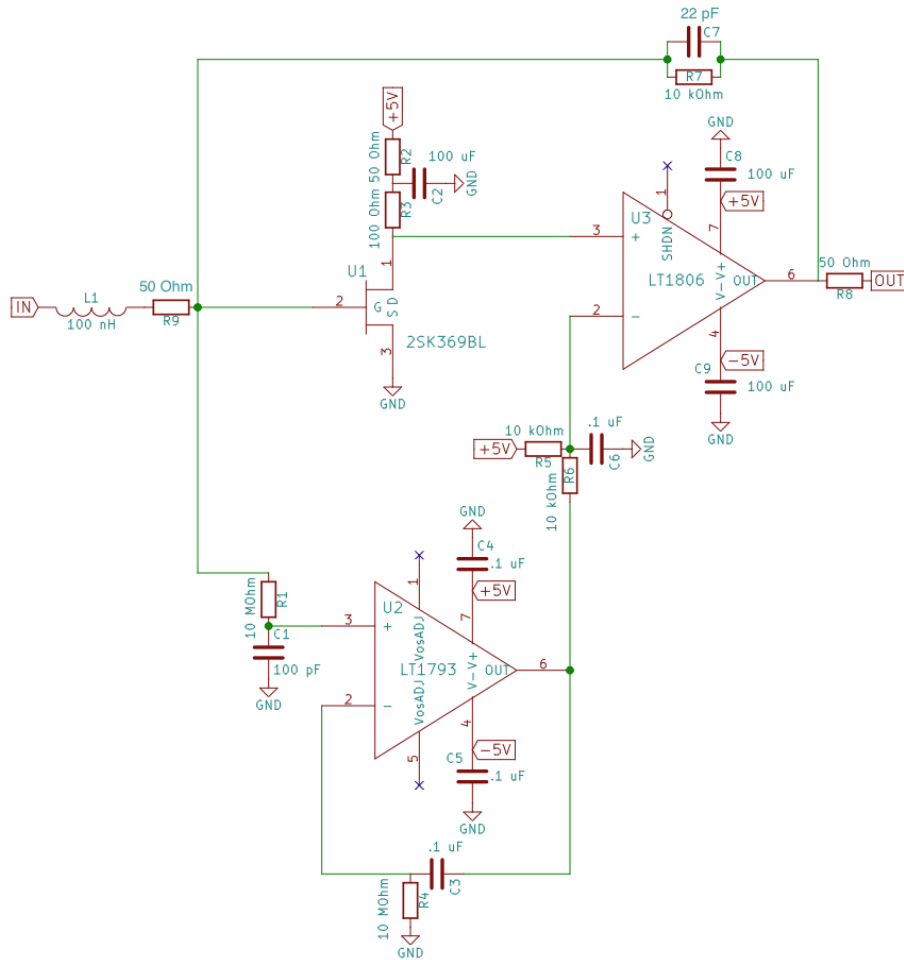 22 pF
C7
R7
10 kOhm
+5V
50 Ohm
R2
100 uF
C2
GND
100 Ohm
R3
GND
C8
100 uF
+5V
1
SHDN
U3
3
+
7
V+
LT1806
V-
OUT
6
50 Ohm
R8
OUT
2
-
4
-5V
C9
100 uF
GND
IN
L1
100 nH
50 Ohm
R9
U1
1
2
G
D
S
2SK369BL
3
GND
10 kOhm
+5V
R5
.1 uF
C6
GND
R6
10 kOhm
GND
C4
.1 uF
+5V
10 MOhm
R1
C1
100 pF
GND
1
U2
3
+
VosADJ
7
V+
LT1793
V-
OUT
6
2
-
VosADJ
5
4
-5V
C5
.1 uF
GND
.1 uF
C3
10 MOhm
R4
GND